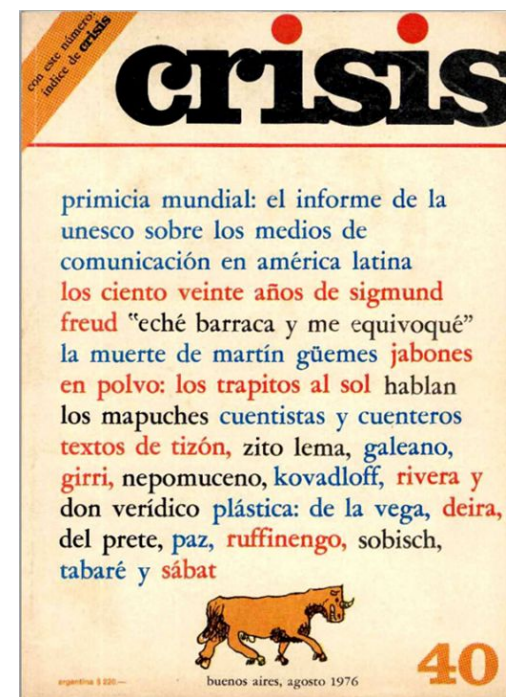 con este número:
índice de crisis
crisis
primicia mundial: el informe de la
unesco sobre los medios de
comunicación en américa latina
los ciento veinte años de sigmund
freud "eché barraca y me equivoqué"
la muerte de martín güemes jabones
en polvo: los trapitos al sol hablan
los mapuches cuentistas y cuenteros
textos de tizón, zito lema, galeano,
girri, nepomuceno, kovadloff, rivera y
don verídico plástica: de la vega, deira,
del prete, paz, ruffinengo, sobisch,
tabaré y sábat
argentina $
buenos aires, agosto 1976
40